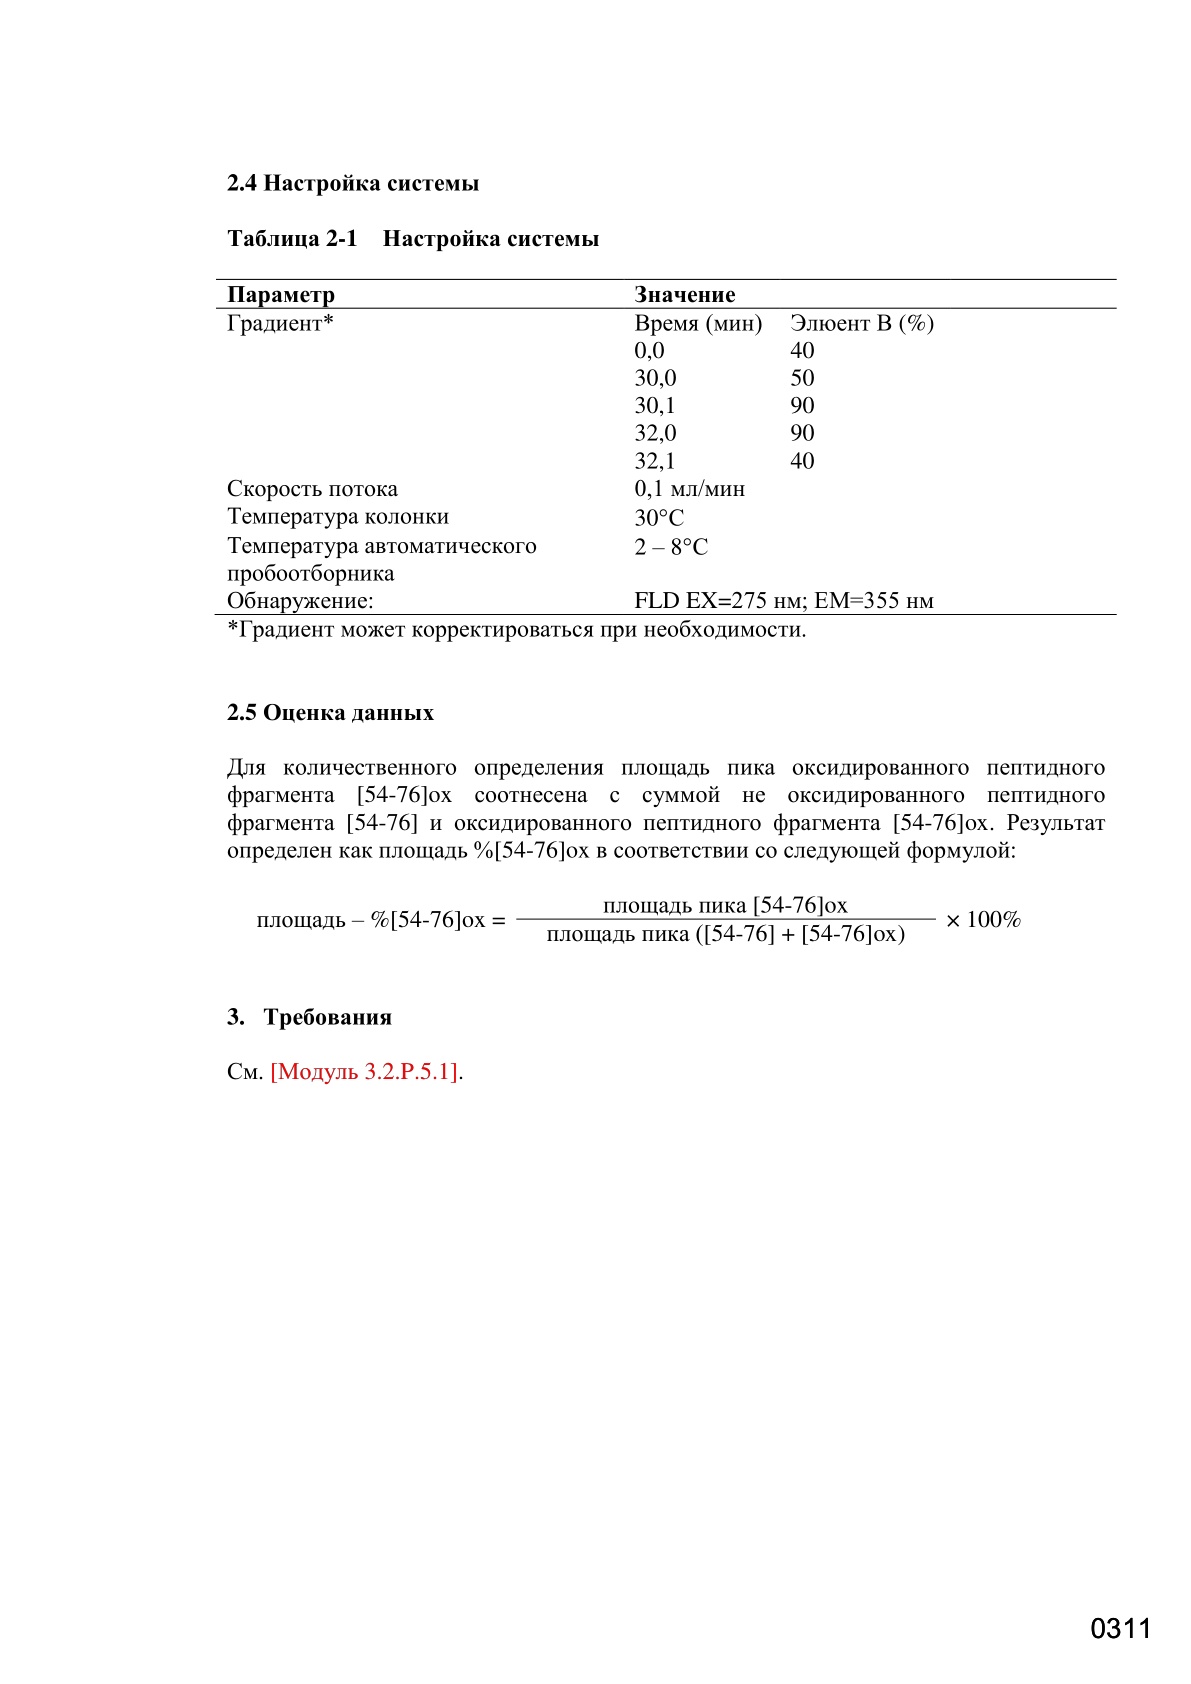 2.4 Настройка системы
Таблица 2-1 Настройка системы
Параметр Значение
Градиент* Время (мин) Элюент B (%)
0,0 40
30,0 50
30,1 90
32,0 90
32,1 40
Скорость потока 0,1 мл/мин
Температура колонки 30°C
Температура автоматического 2 – 8°C
пробоотборника
Обнаружение: FLD EX=275 нм; EM=355 нм
*Градиент может корректироваться при необходимости.
2.5 Оценка данных
Для количественного определения площадь пика оксидированного пептидного
фрагмента [54-76]ox соотнесена с суммой не оксидированного пептидного
фрагмента [54-76] и оксидированного пептидного фрагмента [54-76]ox. Результат
определен как площадь %[54-76]ox в соответствии со следующей формулой:
площадь пика [54-76]ox
площадь – %[54-76]ox = × 100%
площадь пика ([54-76] + [54-76]ox)
3. Требования
См. [Модуль 3.2.P.5.1].
0311